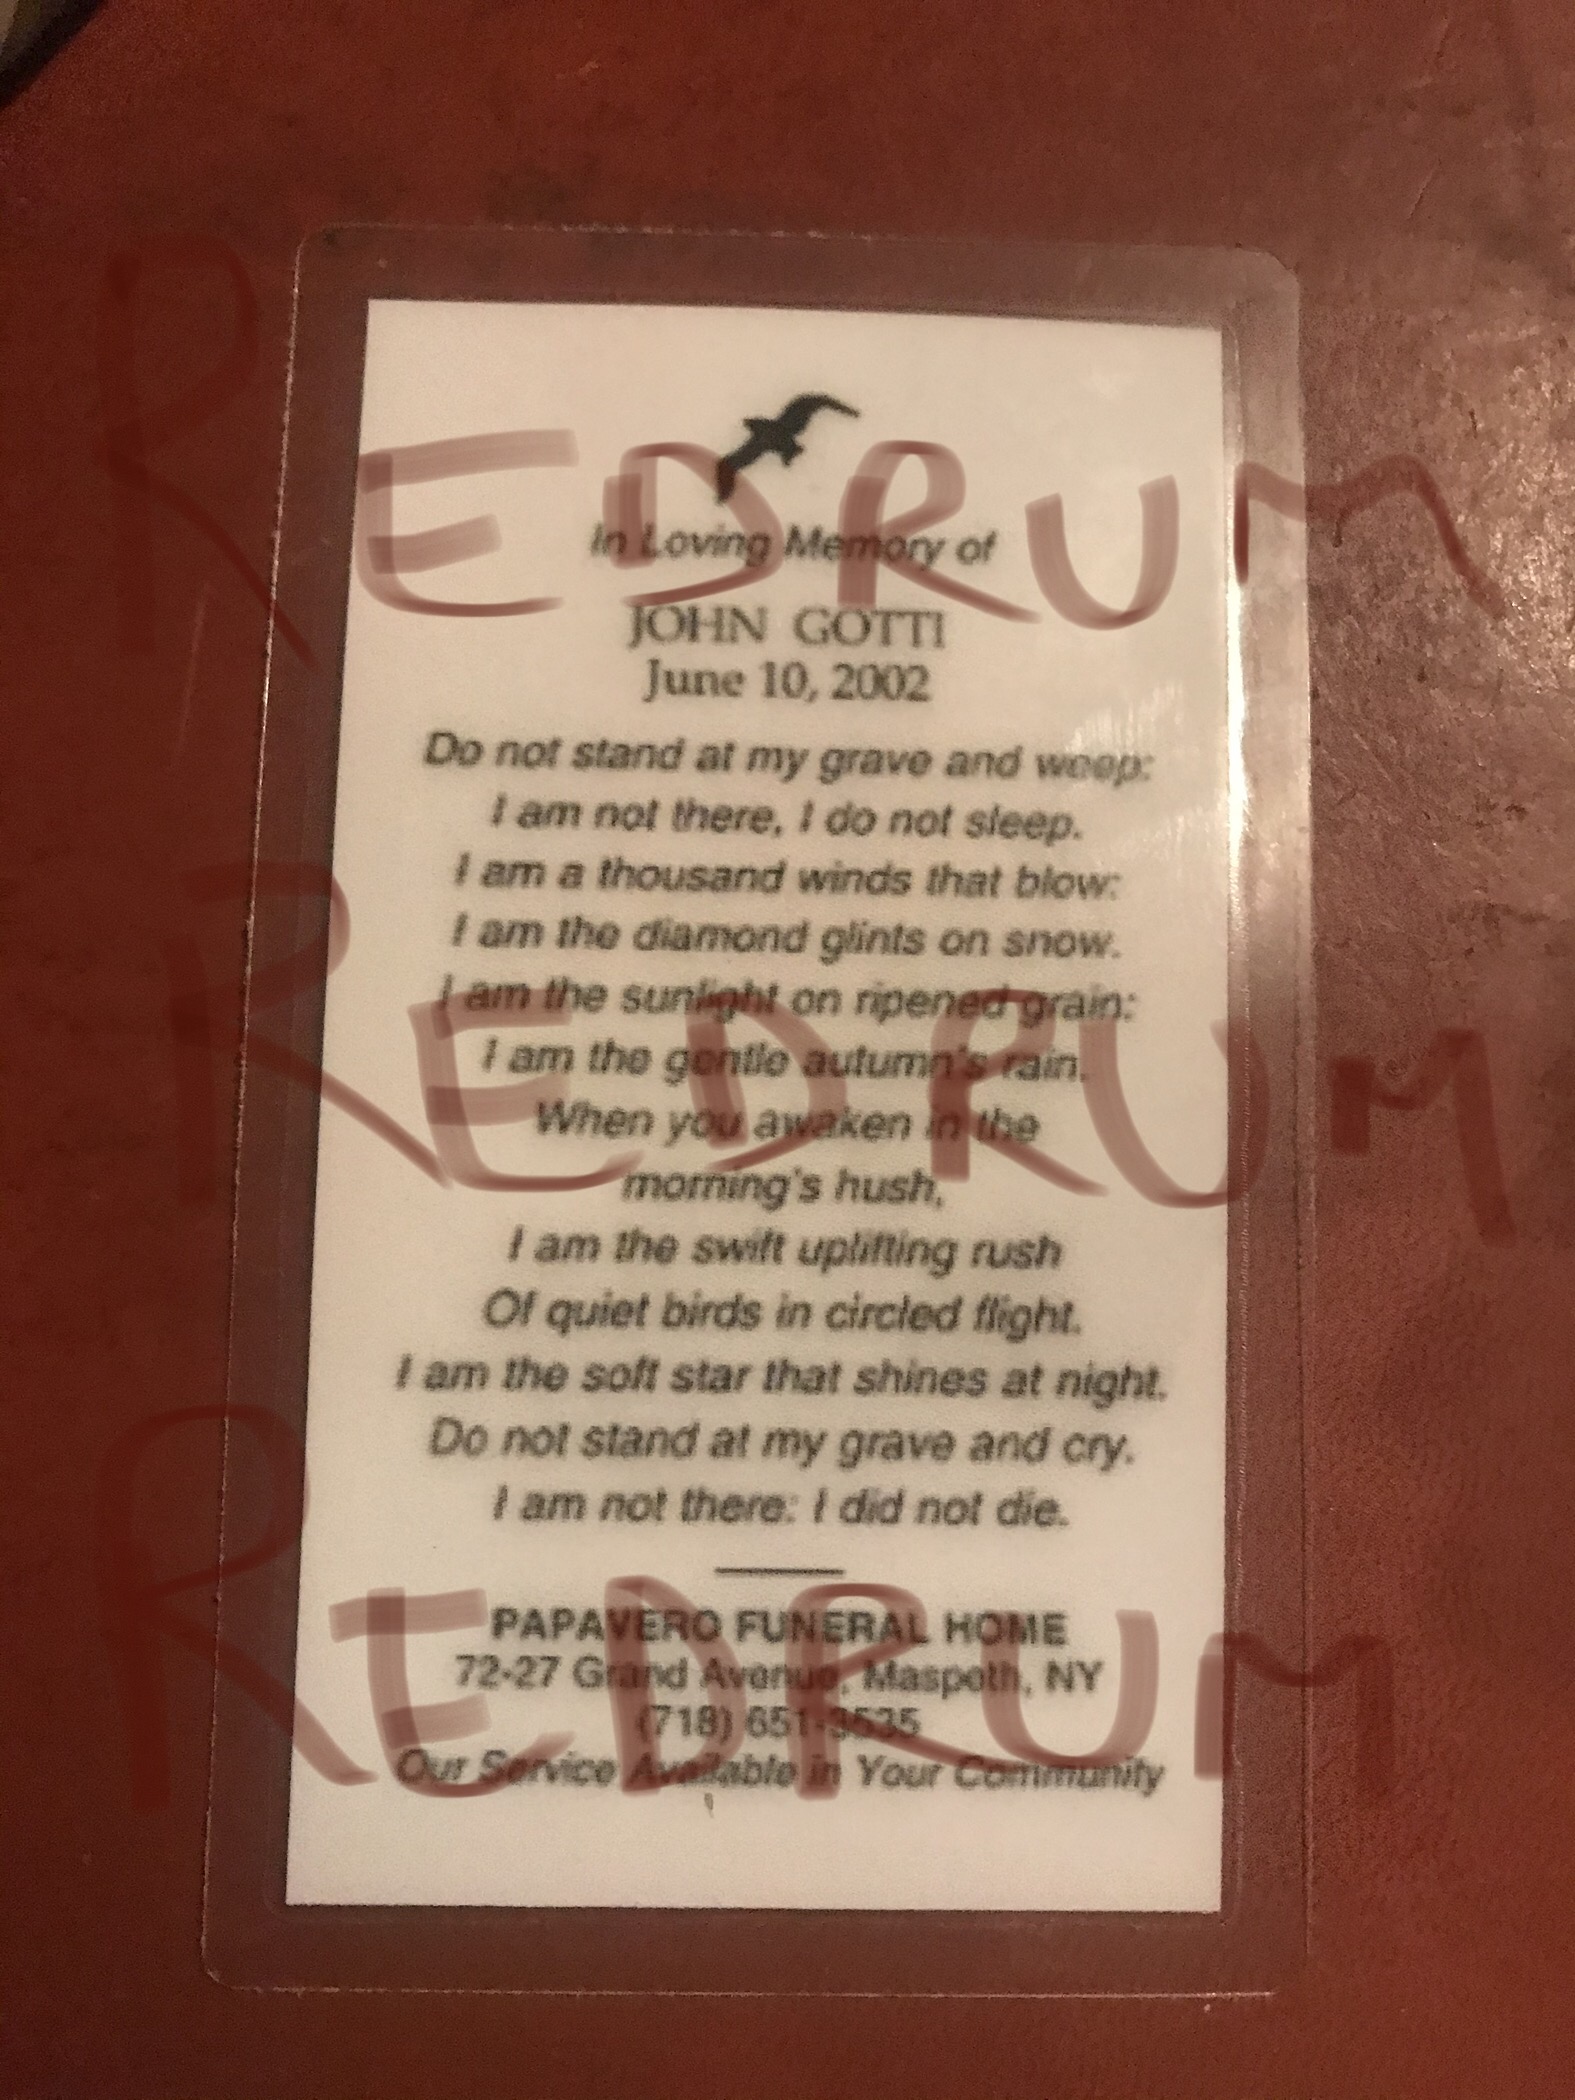 REDRUM
In Loving Memory of
JOHN GOTTI
June 10, 2002
Do not stand at my grave and weep:
I am not there, I do not sleep.
I am a thousand winds that blow:
I am the diamond glints on snow.
I am the sunlight on ripened grain:
REDRUM
I am the gentle autumn's rain.
When you awaken in the
morning's hush,
I am the swift uplifting rush
Of quiet birds in circled flight.
I am the soft star that shines at night.
Do not stand at my grave and cry.
I am not there: I did not die.
REDRUM
PAPAVERO FUNERAL HOME
72-27 Grand Avenue, Maspeth, NY
(718) 651-3535
Our Service Available in Your Community